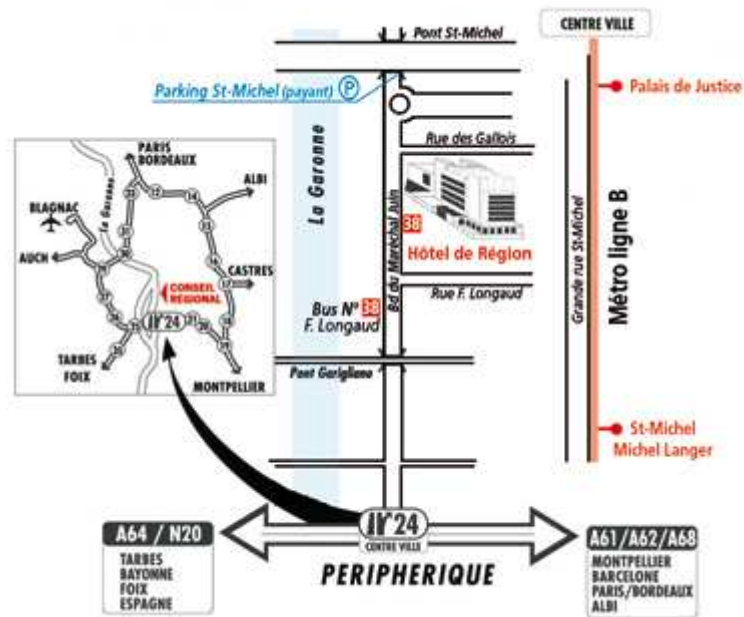 Pont St-Michel
CENTRE VILLE
Parking St-Michel (payant) P
Palais de Justice
Rue des Gallois
La Garonne
Bd du Maréchal Juin
38
Hôtel de Région
Grande rue St-Michel
Métro ligne B
Rue F. Longaud
Bus N° 38
F. Longaud
Pont Garigliano
St-Michel
Michel Langer
PARIS
BORDEAUX
ALBI
La Garonne
BLAGNAC
AUCH
CASTRES
CONSEIL
REGIONAL
24
TARBES
FOIX
MONTPELLIER
24
CENTRE VILLE
PERIPHERIQUE
A64 / N20
TARBES
BAYONNE
FOIX
ESPAGNE
A61/A62/A68
MONTPELLIER
BARCELONE
PARIS/BORDEAUX
ALBI